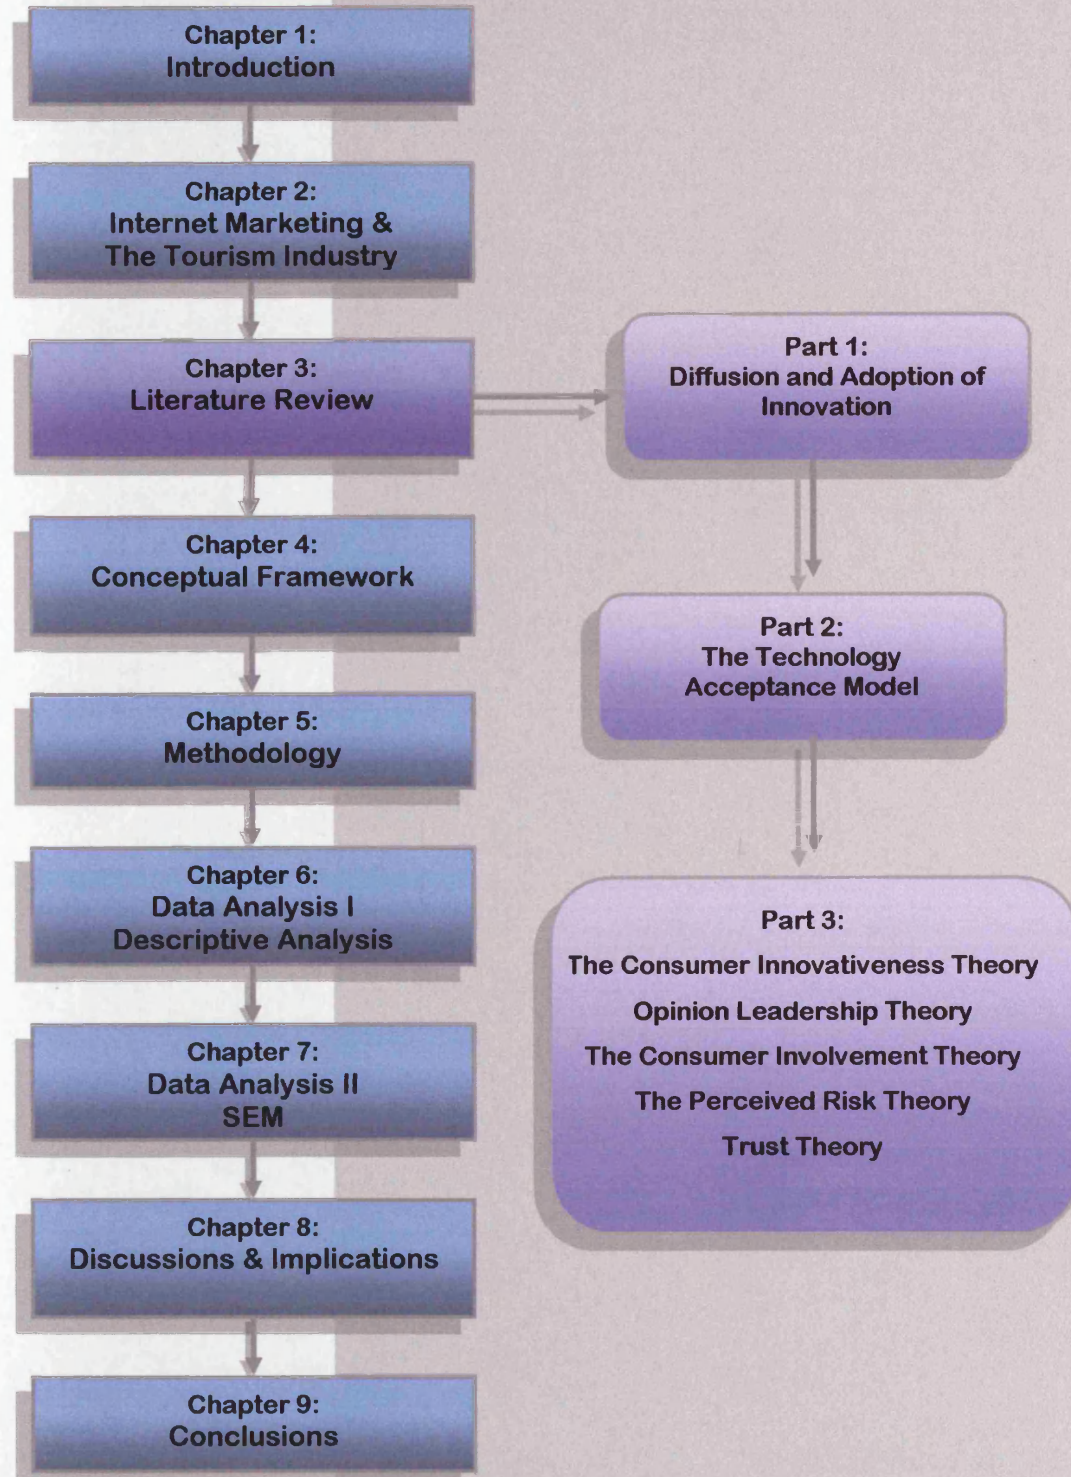 Chapter 1:
Introduction
Chapter 2:
Internet Marketing &
The Tourism Industry
Chapter 3:
Literature Review
Chapter 4:
Conceptual Framework
Chapter 5:
Methodology
Chapter 6:
Data Analysis I
Descriptive Analysis
Chapter 7:
Data Analysis II
SEM
Chapter 8:
Discussions & Implications
Chapter 9:
Conclusions
Part 1:
Diffusion and Adoption of
Innovation
Part 2:
The Technology
Acceptance Model
Part 3:
The Consumer Innovativeness Theory
Opinion Leadership Theory
The Consumer Involvement Theory
The Perceived Risk Theory
Trust Theory